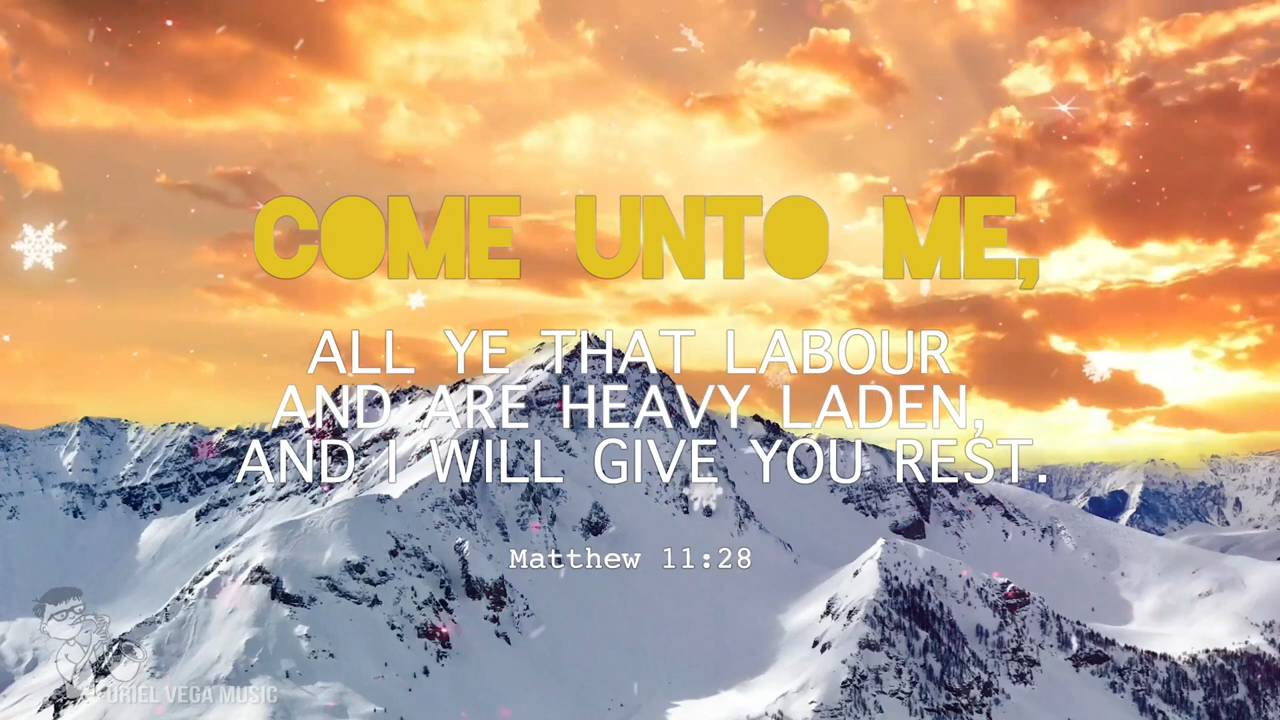 COME UNTO ME,
ALL YE THAT LABOUR
AND ARE HEAVY LADEN,
AND I WILL GIVE YOU REST.
Matthew 11:28
URIEL VEGA MUSIC